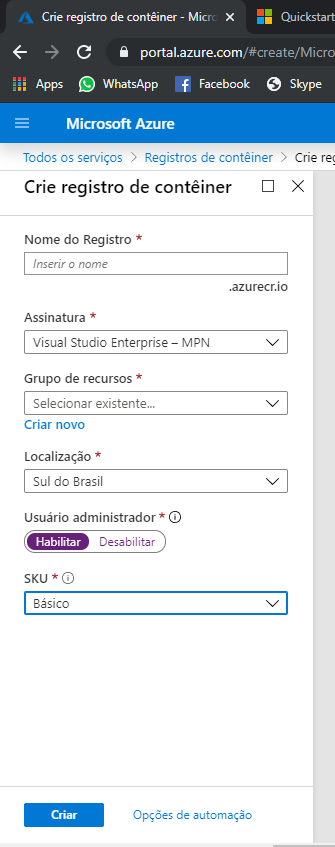 Crie registro de contêiner - Micro
Quickstart
portal.azure.com/#create/Micro
Apps
WhatsApp
Facebook
Skype
Microsoft Azure
Todos os serviços > Registros de contêiner > Crie reg
Crie registro de contêiner
Nome do Registro *
Inserir o nome
.azurecr.io
Assinatura *
Visual Studio Enterprise – MPN
Grupo de recursos *
Selecionar existente...
Criar novo
Localização *
Sul do Brasil
Usuário administrador *
Habilitar Desabilitar
SKU *
Básico
Criar
Opções de automação